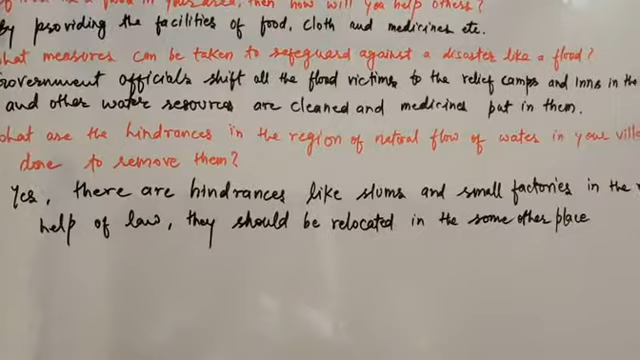 in your area, then how will you help others?
By providing the facilities of food, cloth and medicines etc.
what measures can be taken to safeguard against a disaster like a flood?
Government officials shift all the flood victims to the relief camps and Inns in the
and other water resources are cleaned and medicines put in them.
what are the hindrances in the region of natural flow of water in your
done to remove them?
Yes, there are hindrances like slums and small factories in the
help of law, they should be relocated in the some other place